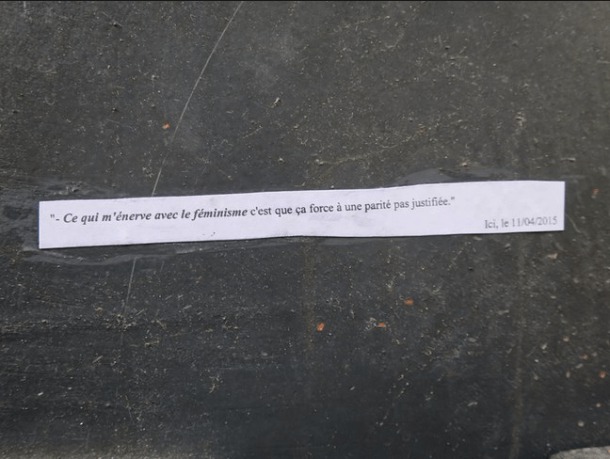 "- Ce qui m'énerve avec le féminisme c'est que ça force à une parité pas justifiée."
Ici, le 11/04/2015